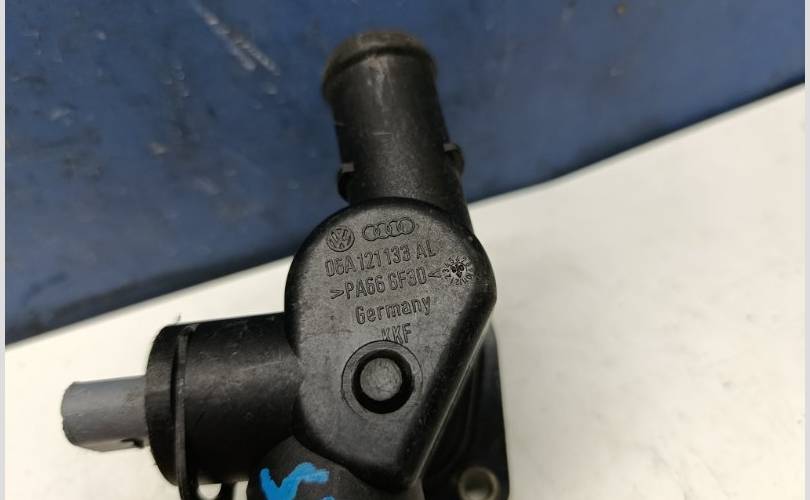 06A 121 133 AL
>PA66 GF30<
Germany
KKF